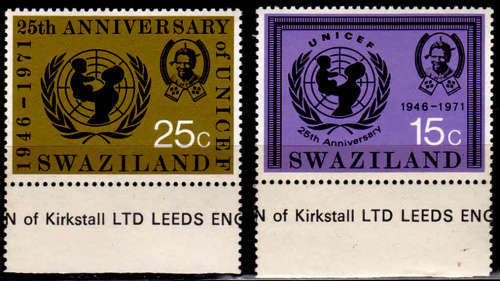 25th ANNIVERSARY
of UNICEF
1946-1971
25c
SWAZILAND
N of Kirkstall LTD LEEDS ENG
UNICEF
1946-1971
25th Anniversary
15c
SWAZILAND
N of Kirkstall LTD LEEDS ENG